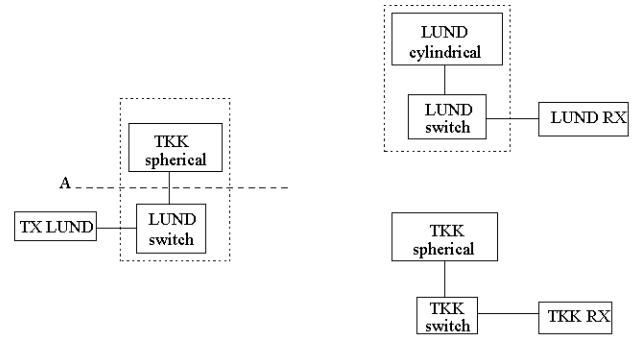 LUND
cylindrical
LUND
switch
LUND RX
TKK
spherical
A
LUND
switch
TX LUND
TKK
spherical
TKK
switch
TKK RX